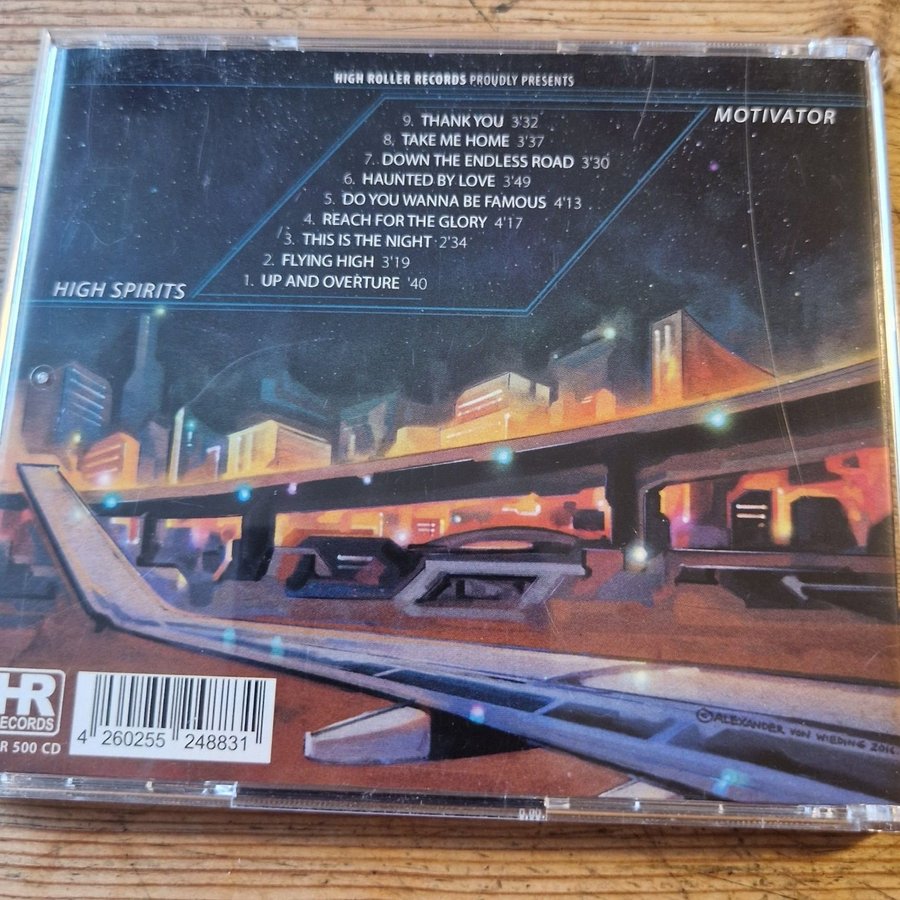 HIGH ROLLER RECORDS PROUDLY PRESENTS
MOTIVATOR
9. THANK YOU 3'32
8. TAKE ME HOME 3'37
7. DOWN THE ENDLESS ROAD 3'30
6. HAUNTED BY LOVE 3'49
5. DO YOU WANNA BE FAMOUS 4'13
4. REACH FOR THE GLORY 4'17
3. THIS IS THE NIGHT 2'34
2. FLYING HIGH 3'19
1. UP AND OVERTURE '40
HIGH SPIRITS
HR
RECORDS
R 500 CD
4 260255 248831
©ALEXANDER VON WIEDING